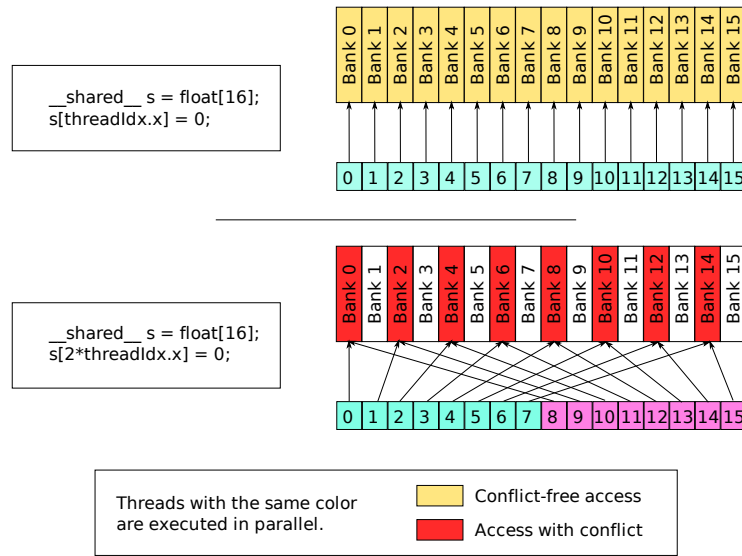 Bank 0 Bank 1 Bank 2 Bank 3 Bank 4 Bank 5 Bank 6 Bank 7 Bank 8 Bank 9 Bank 10 Bank 11 Bank 12 Bank 13 Bank 14 Bank 15
__shared__ s = float[16];
s[threadIdx.x] = 0;
0 1 2 3 4 5 6 7 8 9 10 11 12 13 14 15
Bank 0 Bank 1 Bank 2 Bank 3 Bank 4 Bank 5 Bank 6 Bank 7 Bank 8 Bank 9 Bank 10 Bank 11 Bank 12 Bank 13 Bank 14 Bank 15
__shared__ s = float[16];
s[2*threadIdx.x] = 0;
0 1 2 3 4 5 6 7 8 9 10 11 12 13 14 15
Threads with the same color
are executed in parallel.
Conflict-free access
Access with conflict